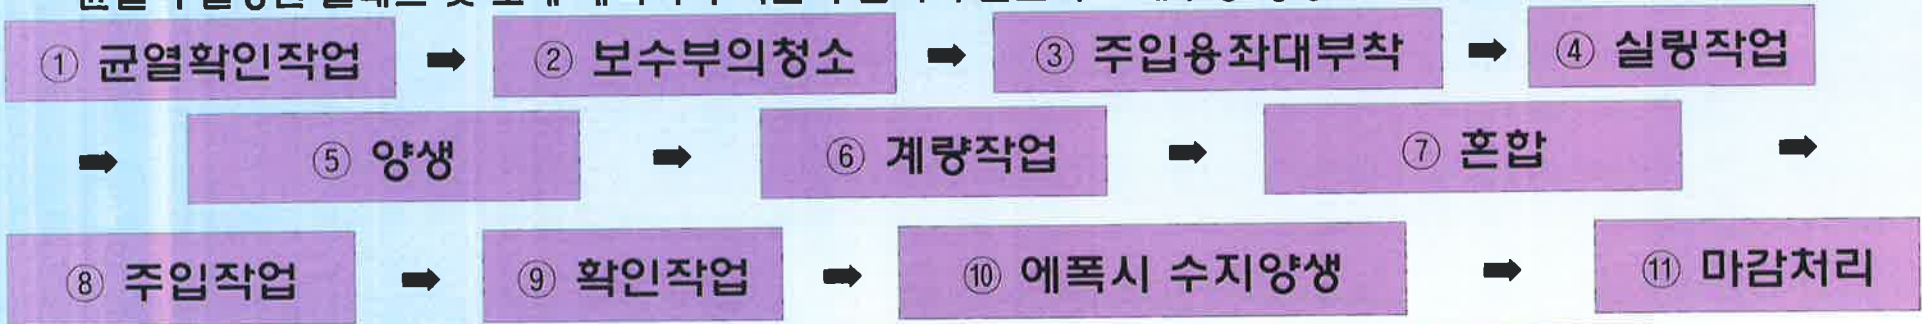 ① 균열확인작업 ➡ ② 보수부의청소 ➡ ③ 주입용좌대부착 ➡ ④ 실링작업
➡ ⑤ 양생 ➡ ⑥ 계량작업 ➡ ⑦ 혼합 ➡
⑧ 주입작업 ➡ ⑨ 확인작업 ➡ ⑩ 에폭시 수지양생 ➡ ⑪ 마감처리